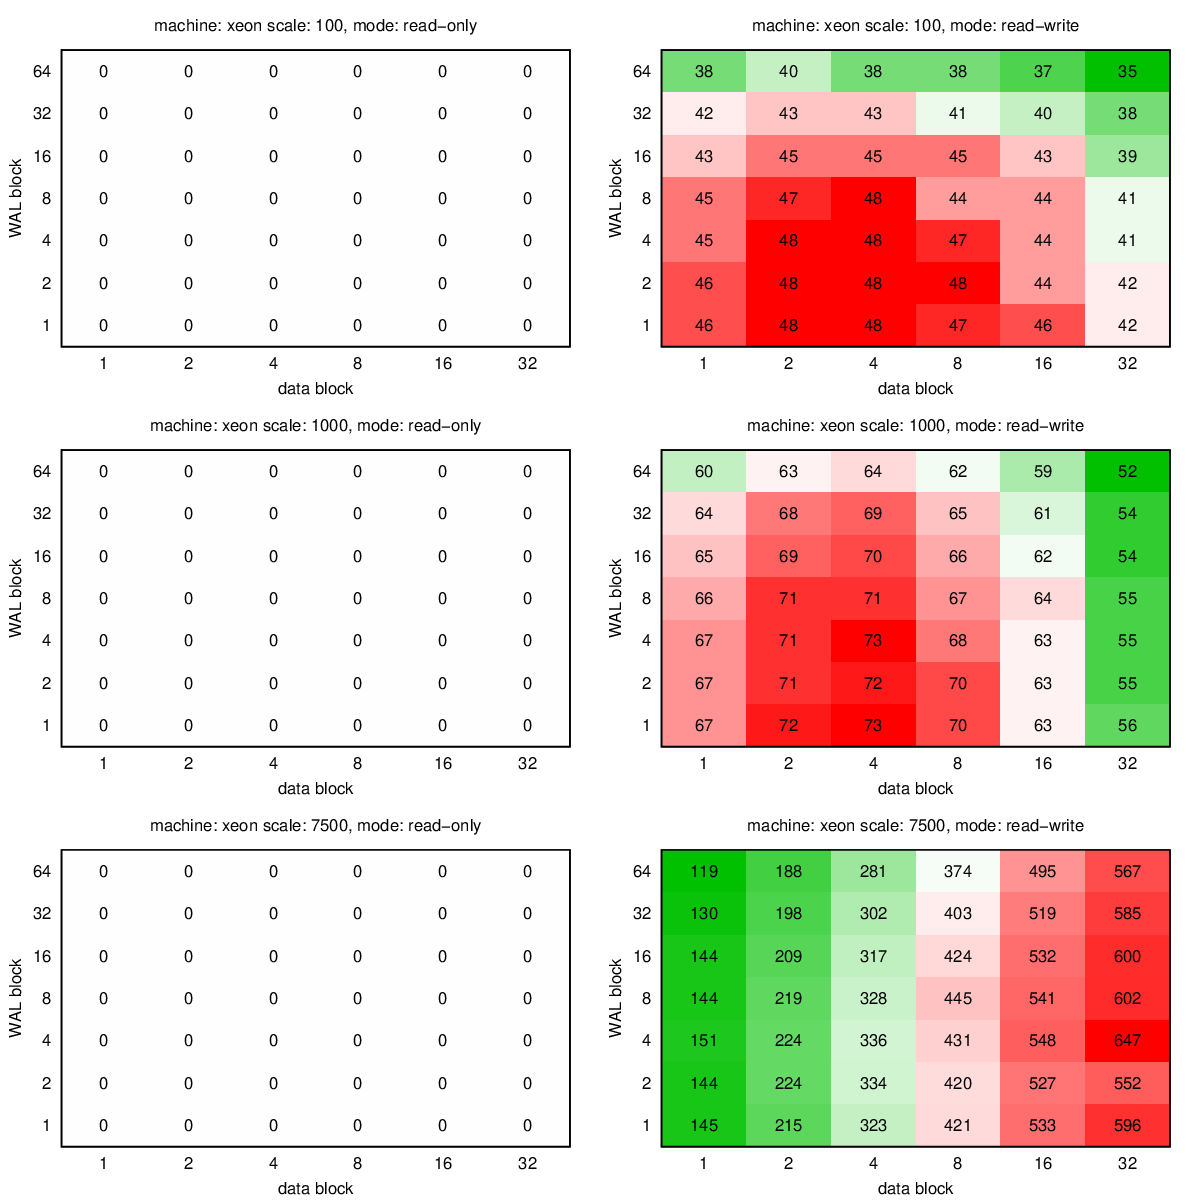 machine: xeon scale: 100, mode: read−only
WAL block
64 0 0 0 0 0 0
32 0 0 0 0 0 0
16 0 0 0 0 0 0
8 0 0 0 0 0 0
4 0 0 0 0 0 0
2 0 0 0 0 0 0
1 0 0 0 0 0 0
1 2 4 8 16 32
data block
machine: xeon scale: 100, mode: read−write
WAL block
64 38 40 38 38 37 35
32 42 43 43 41 40 38
16 43 45 45 45 43 39
8 45 47 48 44 44 41
4 45 48 48 47 44 41
2 46 48 48 48 44 42
1 46 48 48 47 46 42
1 2 4 8 16 32
data block
machine: xeon scale: 1000, mode: read−only
WAL block
64 0 0 0 0 0 0
32 0 0 0 0 0 0
16 0 0 0 0 0 0
8 0 0 0 0 0 0
4 0 0 0 0 0 0
2 0 0 0 0 0 0
1 0 0 0 0 0 0
1 2 4 8 16 32
data block
machine: xeon scale: 1000, mode: read−write
WAL block
64 60 63 64 62 59 52
32 64 68 69 65 61 54
16 65 69 70 66 62 54
8 66 71 71 67 64 55
4 67 71 73 68 63 55
2 67 71 72 70 63 55
1 67 72 73 70 63 56
1 2 4 8 16 32
data block
machine: xeon scale: 7500, mode: read−only
WAL block
64 0 0 0 0 0 0
32 0 0 0 0 0 0
16 0 0 0 0 0 0
8 0 0 0 0 0 0
4 0 0 0 0 0 0
2 0 0 0 0 0 0
1 0 0 0 0 0 0
1 2 4 8 16 32
data block
machine: xeon scale: 7500, mode: read−write
WAL block
64 119 188 281 374 495 567
32 130 198 302 403 519 585
16 144 209 317 424 532 600
8 144 219 328 445 541 602
4 151 224 336 431 548 647
2 144 224 334 420 527 552
1 145 215 323 421 533 596
1 2 4 8 16 32
data block